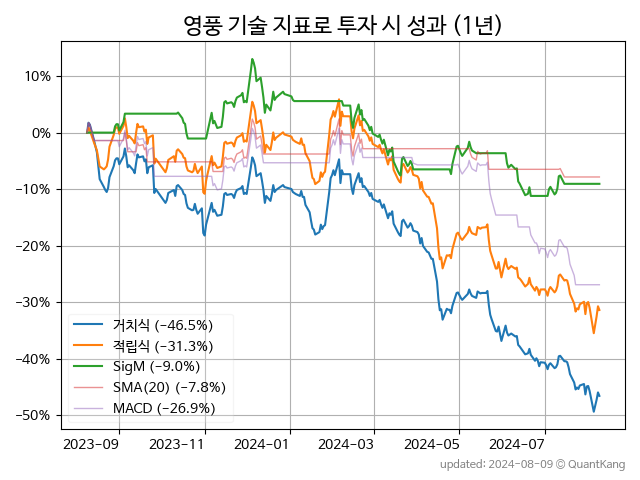 영풍 기술 지표로 투자 시 성과 (1년)
10%
0%
−10%
−20%
−30%
−40%
−50%
거치식 (−46.5%)
적립식 (−31.3%)
SigM (−9.0%)
SMA(20) (−7.8%)
MACD (−26.9%)
2023-09 2023-11 2024-01 2024-03 2024-05 2024-07
updated: 2024-08-09 © QuantKang